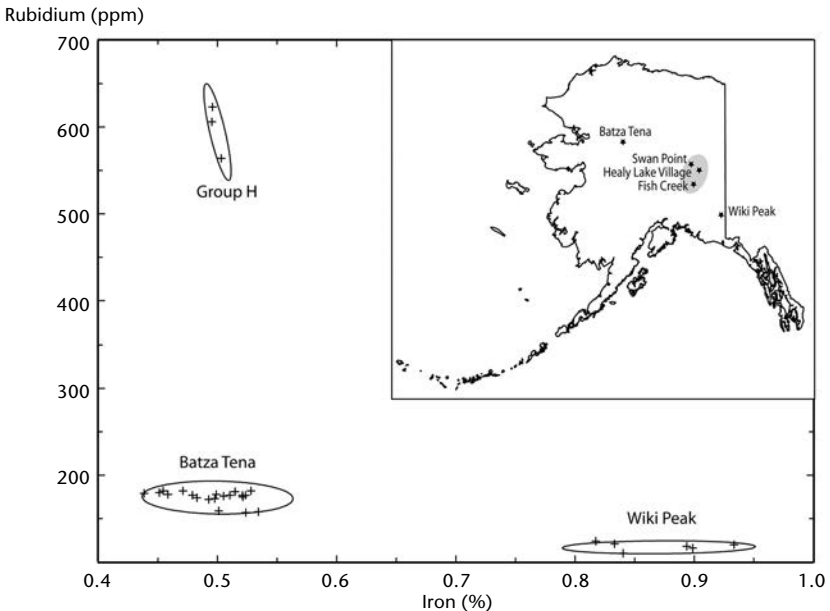 Rubidium (ppm)
700
600
500
400
300
200
Group H
Batza Tena
Wiki Peak
Batza Tena
Swan Point
Healy Lake Village
Fish Creek
Wiki Peak
0.4 0.5 0.6 0.7 0.8 0.9 1.0
Iron (%)